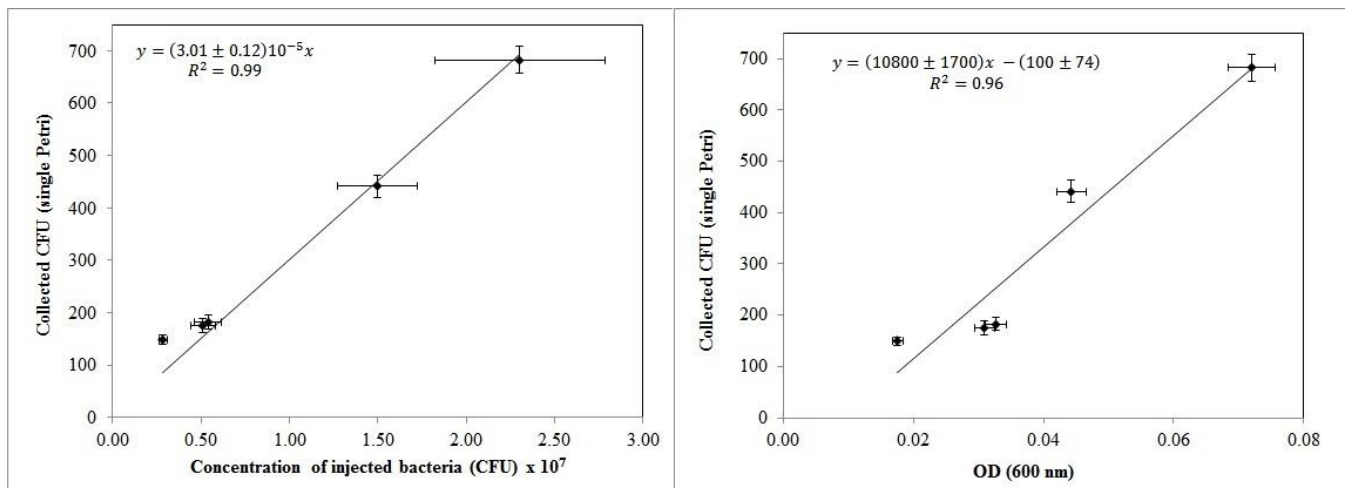 y = (3.01 ± 0.12)10⁻⁵x
R² = 0.99
700
600
500
400
300
200
100
0
Collected CFU (single Petri)
0.00 0.50 1.00 1.50 2.00 2.50 3.00
Concentration of injected bacteria (CFU) x 10⁷
y = (10800 ± 1700)x − (100 ± 74)
R² = 0.96
700
600
500
400
300
200
100
0
Collected CFU (single Petri)
0.00 0.02 0.04 0.06 0.08
OD (600 nm)